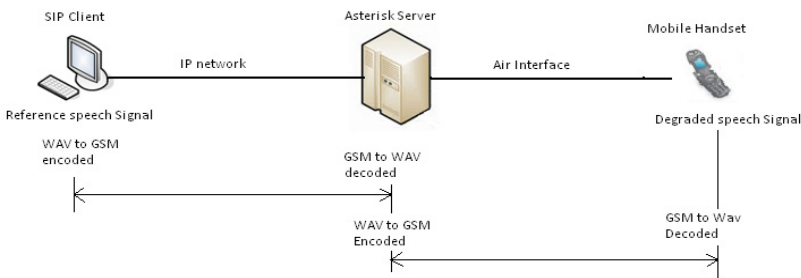 SIP Client
Asterisk Server
Mobile Handset
IP network
Air Interface
Reference speech Signal
Degraded speech Signal
WAV to GSM
encoded
GSM to WAV
decoded
WAV to GSM
Encoded
GSM to Wav
Decoded